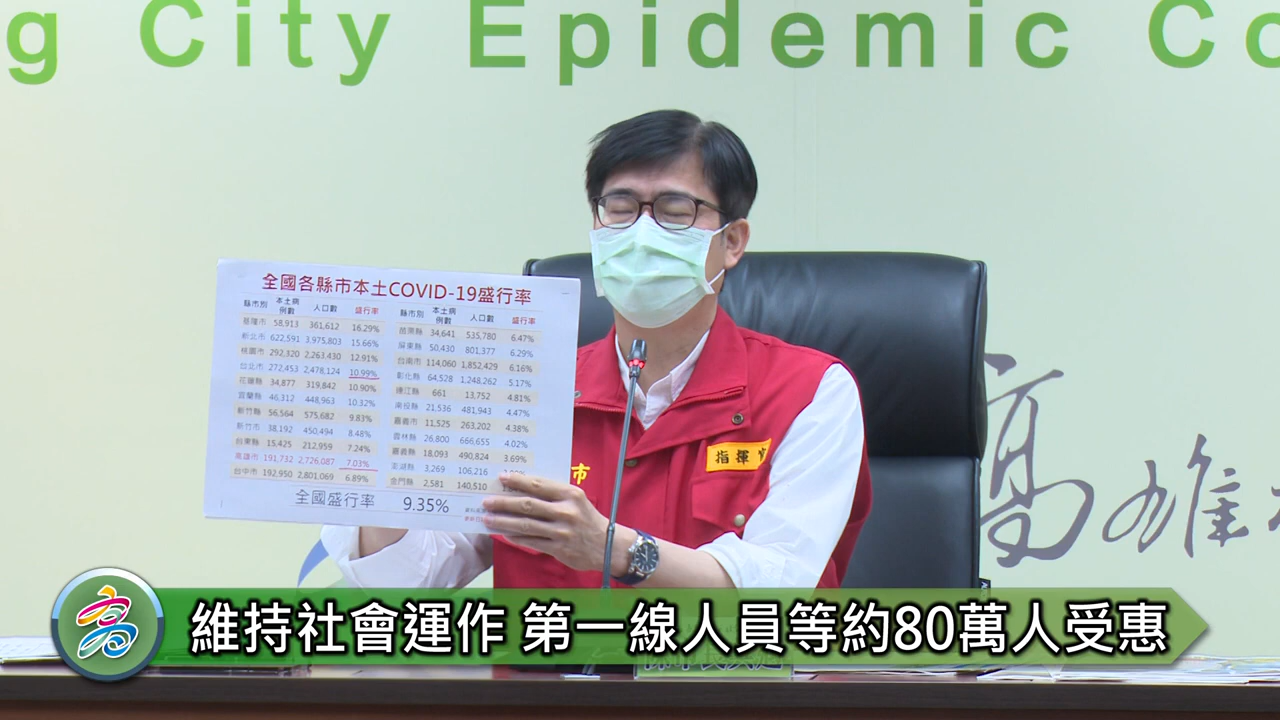 g City Epidemic Co
全國各縣市本土COVID-19盛行率
縣市別 本土病例數 人口數 盛行率
基隆市 58,913 361,612 16.29%
新北市 622,591 3,975,803 15.66%
桃園市 292,320 2,263,430 12.91%
台北市 272,453 2,478,124 10.99%
花蓮縣 34,877 319,842 10.90%
宜蘭縣 46,312 448,963 10.32%
新竹縣 56,564 575,682 9.83%
新竹市 38,192 450,494 8.48%
台東縣 15,425 212,959 7.24%
高雄市 191,732 2,726,087 7.03%
台中市 192,950 2,801,069 6.89%
縣市別 本土病例數 人口數 盛行率
苗栗縣 34,641 535,780 6.47%
屏東縣 50,430 801,377 6.29%
台南市 114,060 1,852,429 6.16%
彰化縣 64,528 1,248,262 5.17%
連江縣 661 13,752 4.81%
南投縣 21,536 481,943 4.47%
嘉義市 11,525 263,202 4.38%
雲林縣 26,800 666,655 4.02%
嘉義縣 18,093 490,824 3.69%
澎湖縣 3,269 106,216
金門縣 2,581 140,510
全國盛行率 9.35%
市
指揮官
高雄
維持社會運作 第一線人員等約80萬人受惠